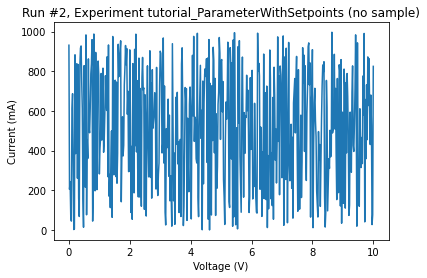 Run #2, Experiment tutorial_ParameterWithSetpoints (no sample)
1000
800
600
400
200
0
Current (mA)
0 2 4 6 8 10
Voltage (V)